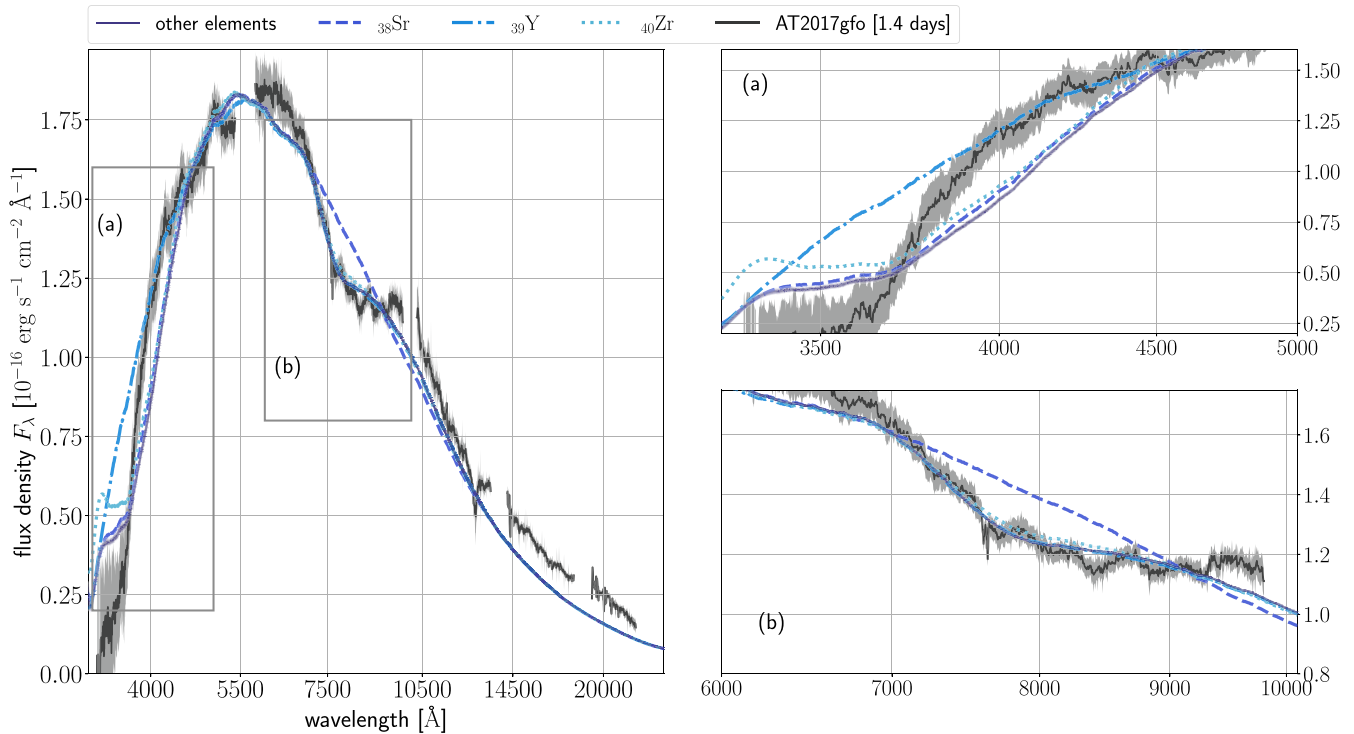 other elements ₃₈Sr ₃₉Y ₄₀Zr AT2017gfo [1.4 days]
flux density F_λ [10⁻¹⁶ erg s⁻¹ cm⁻² Å⁻¹]
1.75
1.50
1.25
1.00
0.75
0.50
0.25
0.00
(a)
(b)
4000 5500 7500 10500 14500 20000
wavelength [Å]
(a)
1.50
1.25
1.00
0.75
0.50
0.25
3500 4000 4500 5000
(b)
1.6
1.4
1.2
1.0
0.8
6000 7000 8000 9000 10000